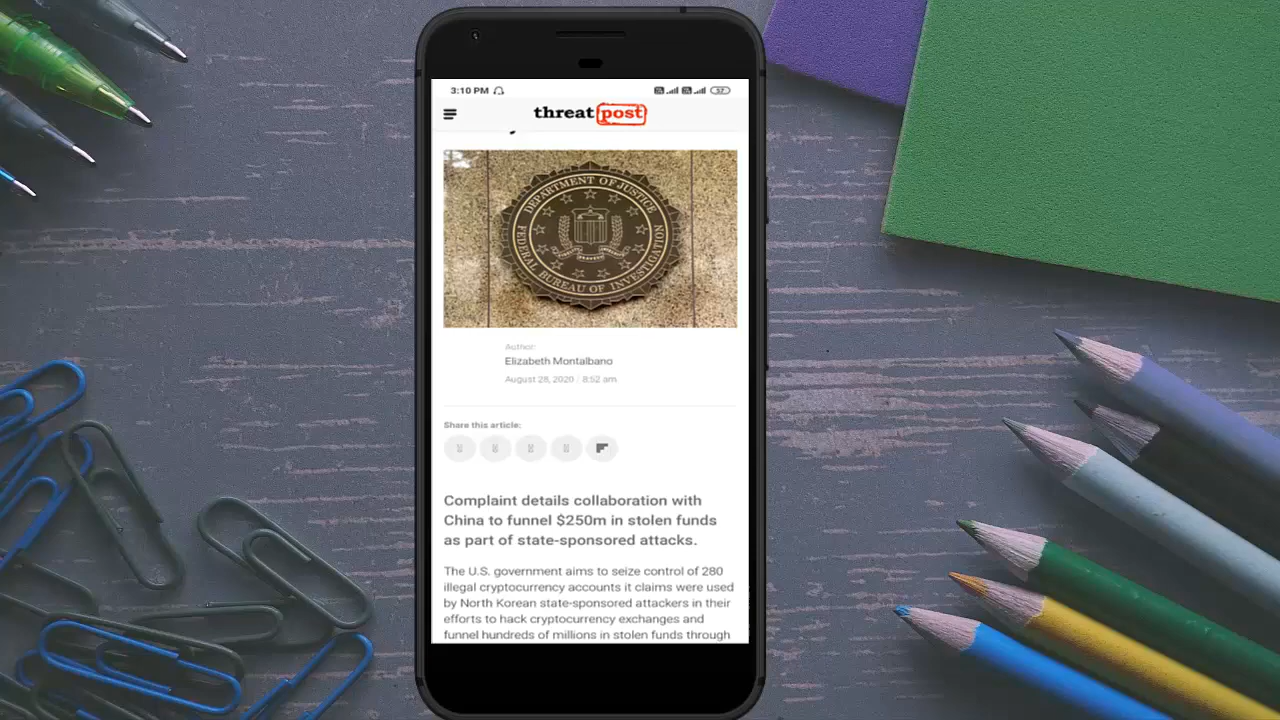 3:10 PM
57
threat post
DEPARTMENT OF JUSTICE
FEDERAL BUREAU OF INVESTIGATION
Author:
Elizabeth Montalbano
August 28, 2020 / 8:52 am
Share this article:
Complaint details collaboration with
China to funnel $250m in stolen funds
as part of state-sponsored attacks.
The U.S. government aims to seize control of 280
illegal cryptocurrency accounts it claims were used
by North Korean state-sponsored attackers in their
efforts to hack cryptocurrency exchanges and
funnel hundreds of millions in stolen funds through